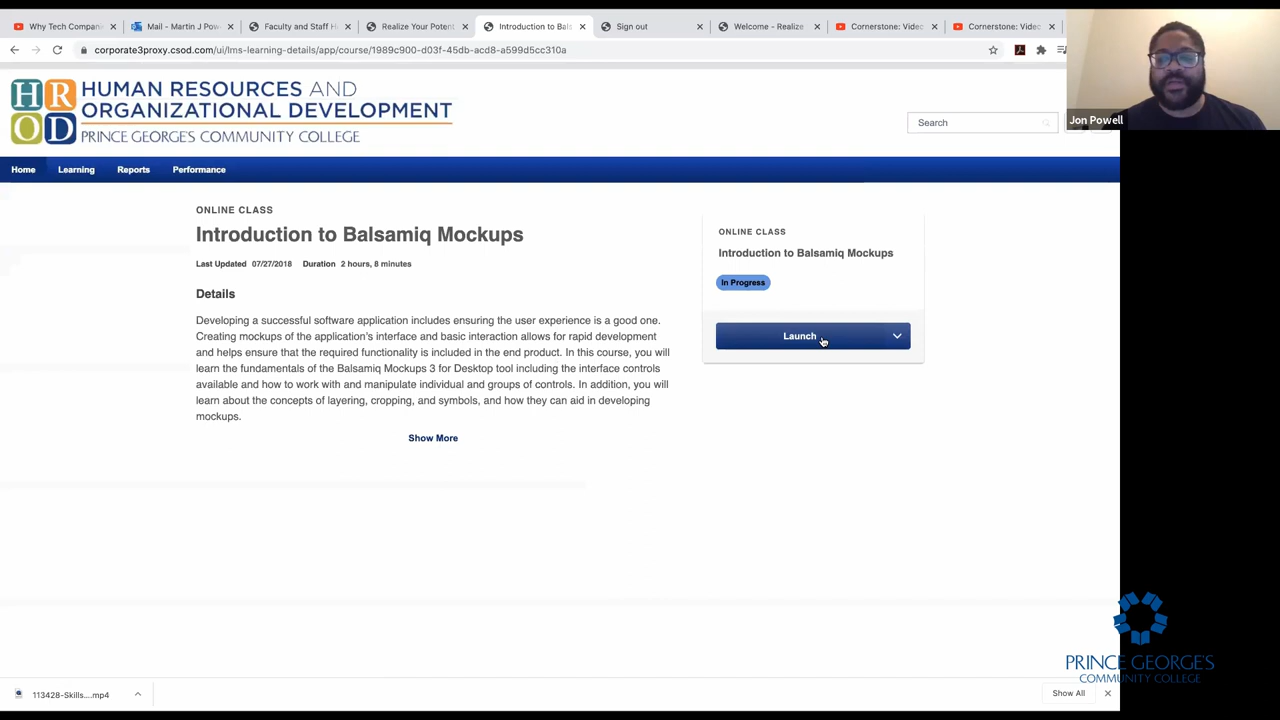 Why Tech Compan
Mail - Martin J Pow
Faculty and Staff H
Realize Your Potent
Introduction to Bals
Sign out
Welcome - Realize
Cornerstone: Video
Cornerstone: Video
corporate3proxy.csod.com/ui/lms-learning-details/app/course/1989c900-d03f-45db-acd8-a599d5cc310a
HR
OD
HUMAN RESOURCES AND
ORGANIZATIONAL DEVELOPMENT
PRINCE GEORGE'S COMMUNITY COLLEGE
Search
Jon Powell
Home Learning Reports Performance
ONLINE CLASS
Introduction to Balsamiq Mockups
Last Updated 07/27/2018 Duration 2 hours, 8 minutes
Details
Developing a successful software application includes ensuring the user experience is a good one.
Creating mockups of the application's interface and basic interaction allows for rapid development
and helps ensure that the required functionality is included in the end product. In this course, you will
learn the fundamentals of the Balsamiq Mockups 3 for Desktop tool including the interface controls
available and how to work with and manipulate individual and groups of controls. In addition, you will
learn about the concepts of layering, cropping, and symbols, and how they can aid in developing
mockups.
Show More
ONLINE CLASS
Introduction to Balsamiq Mockups
In Progress
Launch
PRINCE GEORGE'S
COMMUNITY COLLEGE
113428-Skills....mp4
Show All